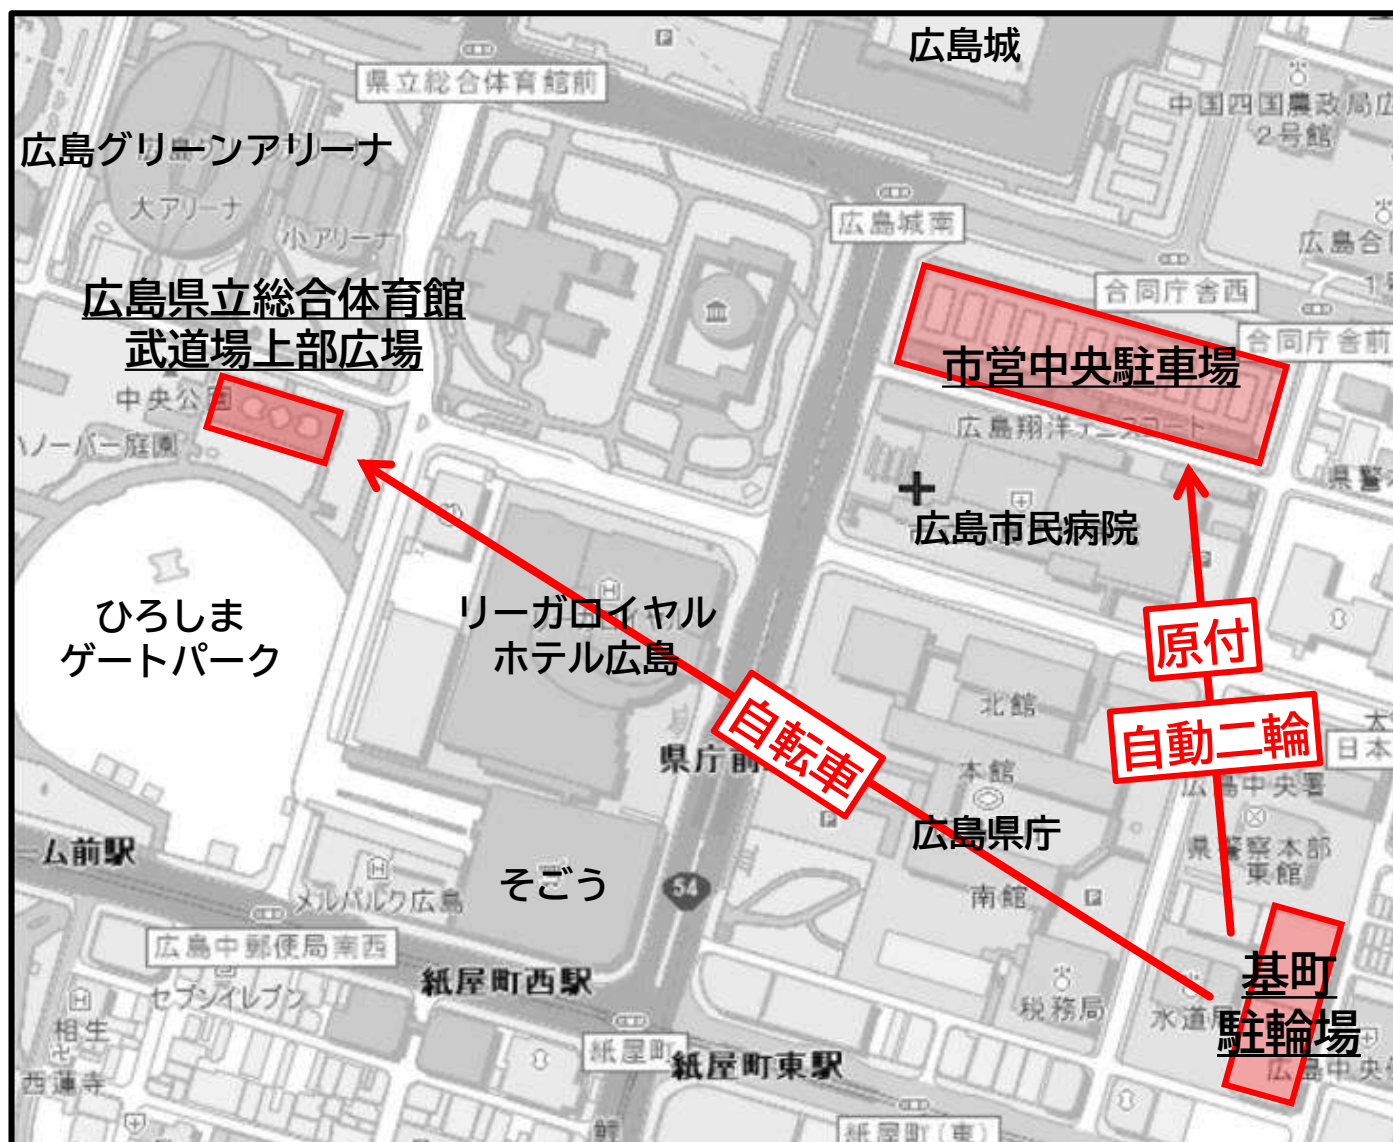 広島城
県立総合体育館前
中国四国農政局広
2号館
広島グリーンアリーナ
大アリーナ
小アリーナ
広島城南
広島合同
合同庁舎西
合同庁舎前
広島県立総合体育館
武道場上部広場
市営中央駐車場
中央公園
ハノーバー庭園
広島翔洋テニスコート
県警
広島市民病院
ひろしま
ゲートパーク
リーガロイヤル
ホテル広島
原付
自動二輪
自転車
北館
県庁前
本館
日本
広島中央署
広島県庁
県警察本部
東館
ム前駅
そごう
54
南館
メルパルク広島
広島中郵便局南西
紙屋町西駅
セブンイレブン
相生
基町
駐輪場
税務局
水道局
紙屋町
紙屋町東駅
広島中央
西蓮寺
紙屋町(東)